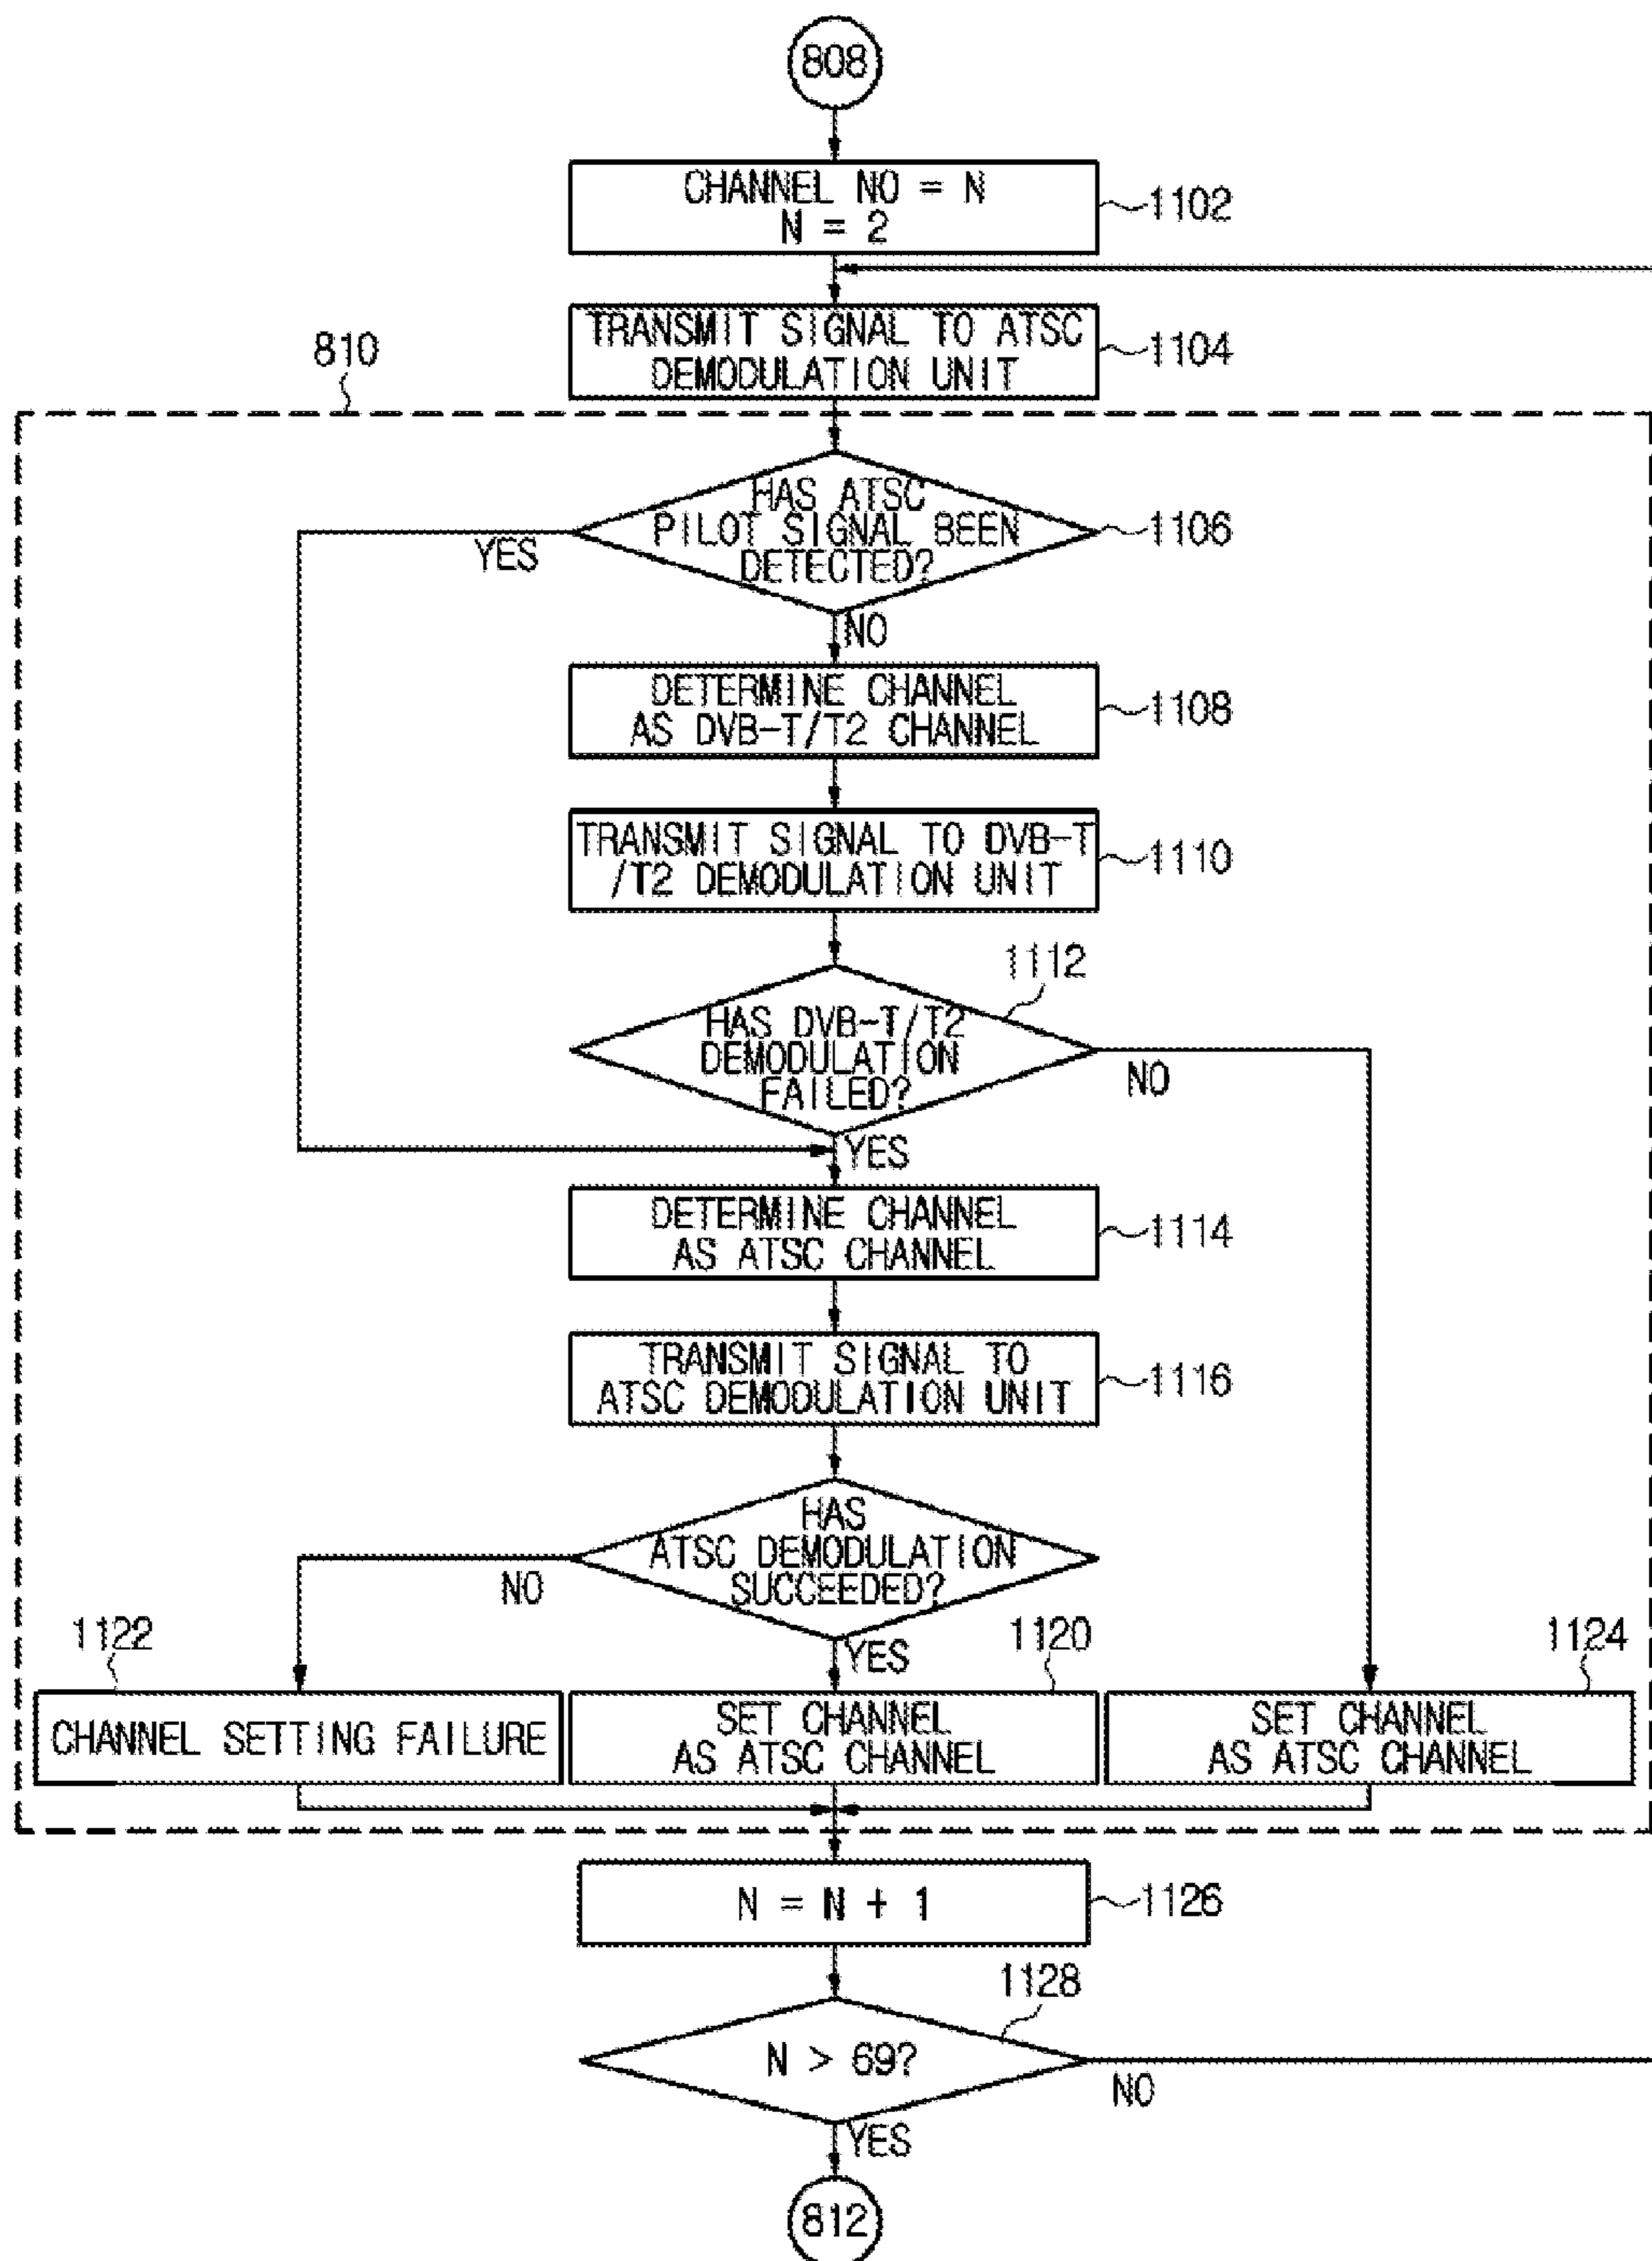 808
CHANNEL NO = N
N = 2
1102
TRANSMIT SIGNAL TO ATSC
DEMODULATION UNIT
1104
810
HAS ATSC
PILOT SIGNAL BEEN
DETECTED?
1106
YES
NO
DETERMINE CHANNEL
AS DVB-T/T2 CHANNEL
1108
TRANSMIT SIGNAL TO DVB-T
/T2 DEMODULATION UNIT
1110
1112
HAS DVB-T/T2
DEMODULATION
FAILED?
NO
YES
DETERMINE CHANNEL
AS ATSC CHANNEL
1114
TRANSMIT SIGNAL TO
ATSC DEMODULATION UNIT
1116
HAS
ATSC DEMODULATION
SUCCEEDED?
NO
YES
1122
CHANNEL SETTING FAILURE
1120
SET CHANNEL
AS ATSC CHANNEL
1124
SET CHANNEL
AS ATSC CHANNEL
N = N + 1
1126
1128
N > 69?
NO
YES
812